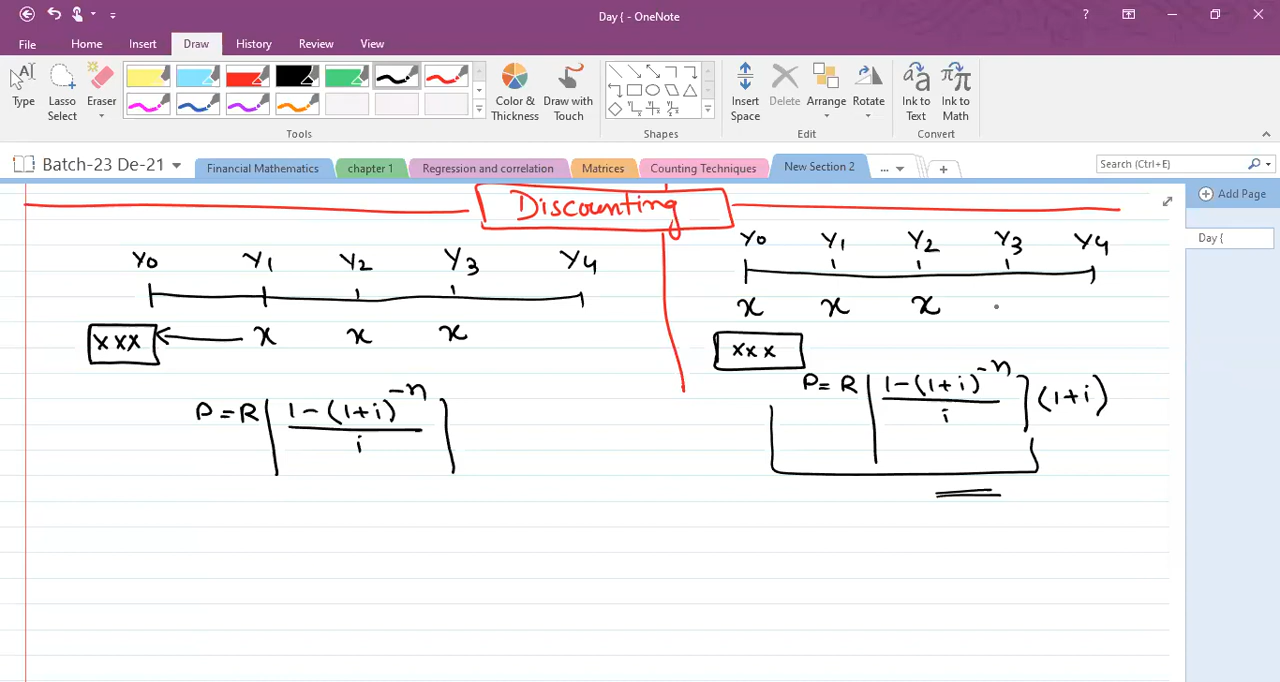 Day { - OneNote
?
File Home Insert Draw History Review View
Type
Lasso Select
Eraser
Color & Thickness
Draw with Touch
Insert Space
Delete
Arrange
Rotate
Ink to Text
Ink to Math
Tools
Shapes
Edit
Convert
Batch-23 De-21
Financial Mathematics
chapter 1
Regression and correlation
Matrices
Counting Techniques
New Section 2
...
Search (Ctrl+E)
Add Page
Day {
Discounting
Y0 Y1 Y2 Y3 Y4
x x x
xxx
P = R [ 1-(1+i)^-n / i ]
Y0 Y1 Y2 Y3 Y4
x x x
xxx
P = R [ 1-(1+i)^-n / i ] (1+i)